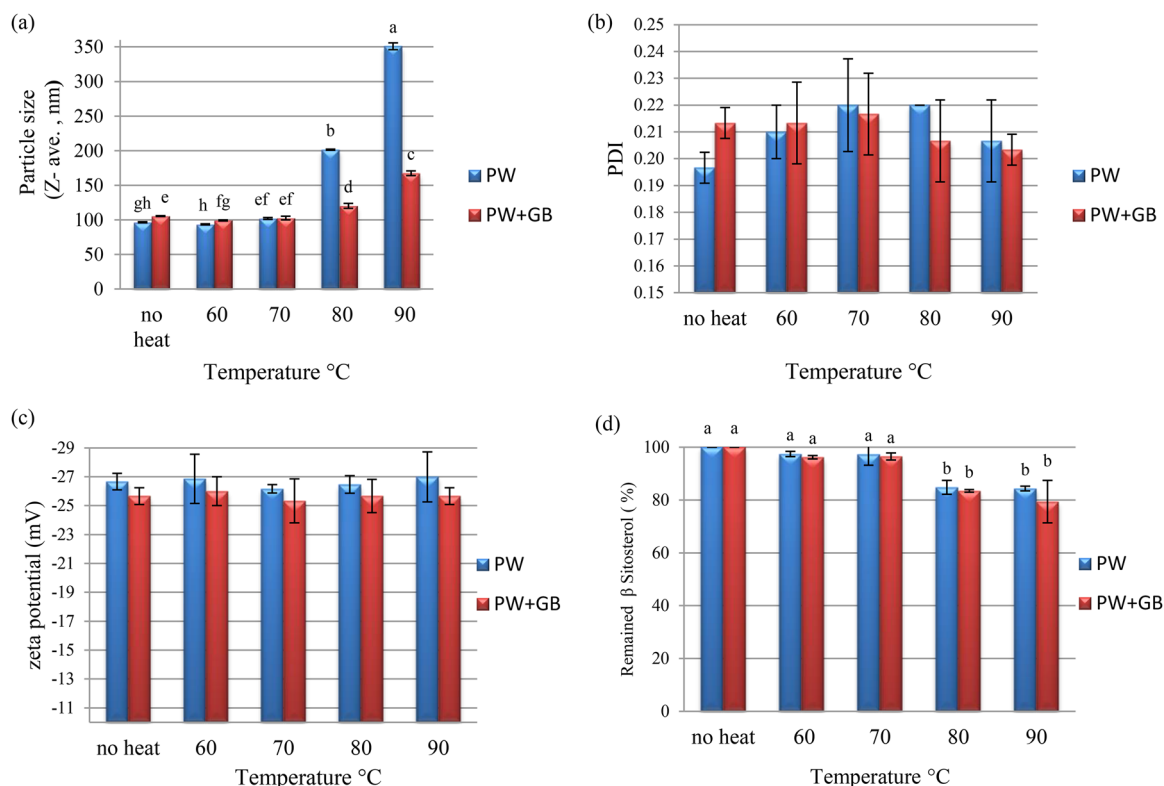 (a)
Particle size
(Z- ave. , nm)
350
300
250
200
150
100
50
0
gh
e
h
fg
ef
ef
b
d
a
c
no
heat
60
70
80
90
Temperature °C
PW
PW+GB
(b)
PDI
0.25
0.24
0.23
0.22
0.21
0.20
0.19
0.18
0.17
0.16
0.15
no heat
60
70
80
90
Temperature °C
PW
PW+GB
(c)
zeta potential (mV)
-29
-27
-25
-23
-21
-19
-17
-15
-13
-11
no heat
60
70
80
90
Temperature °C
PW
PW+GB
(d)
Remained β Sitosterol ( %)
100
80
60
40
20
0
a
a
a
a
a
a
b
b
b
b
no heat
60
70
80
90
Temperature °C
PW
PW+GB